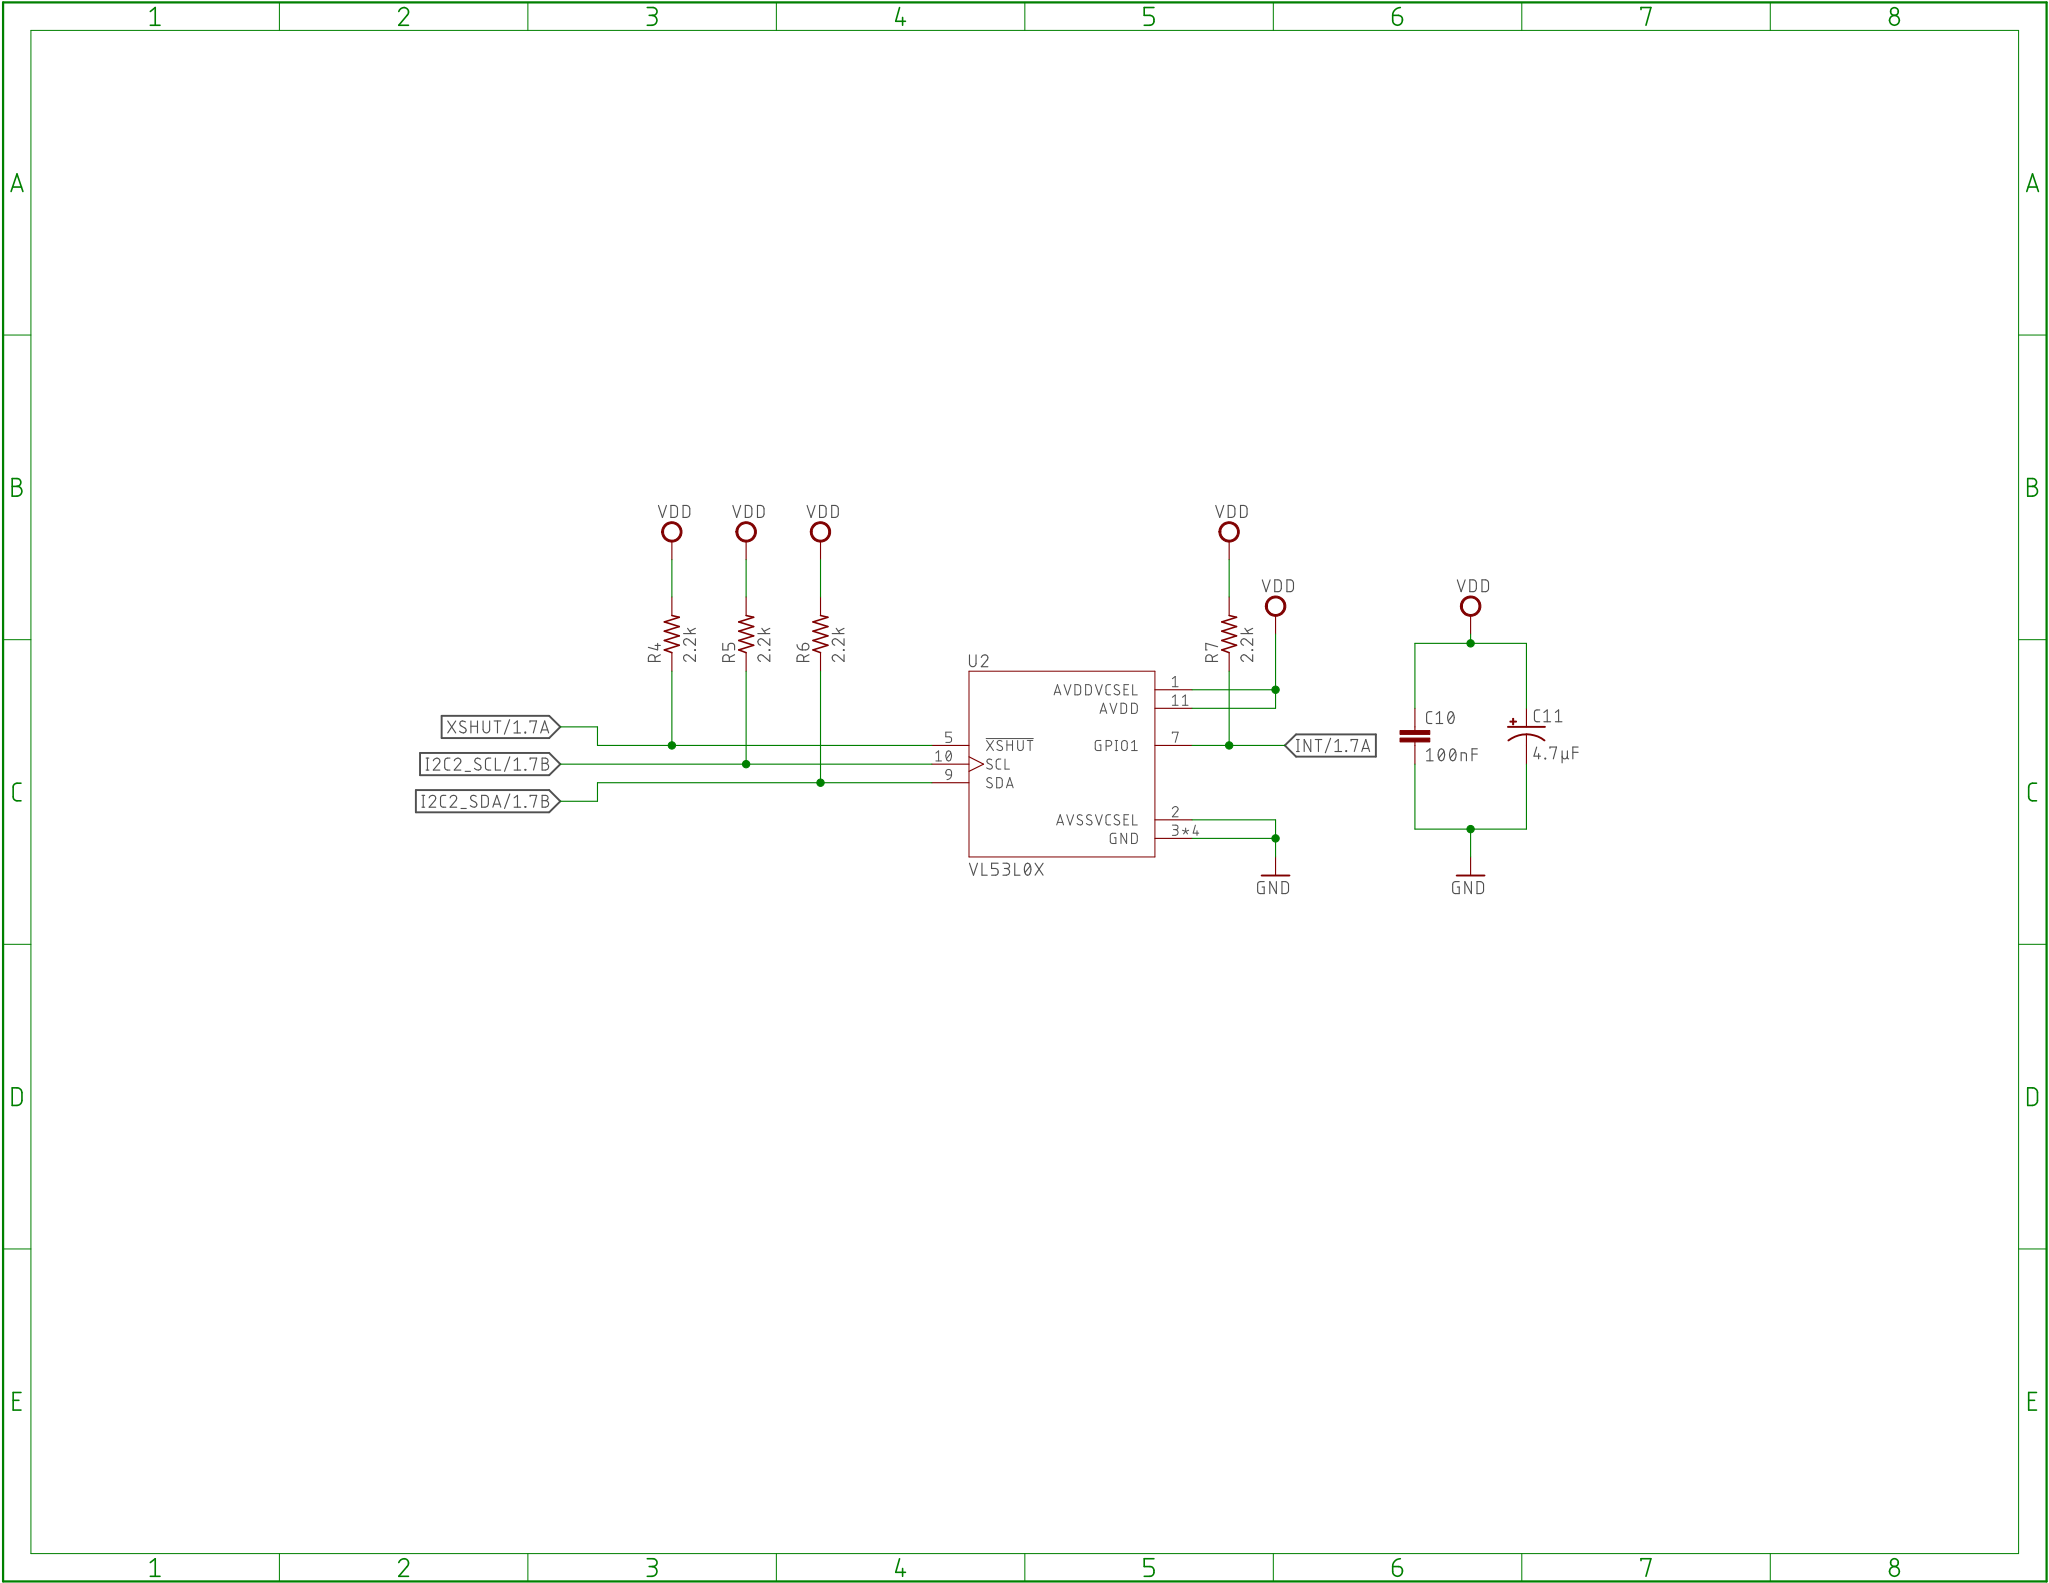 1 2 3 4 5 6 7 8
A A
B B
VDD VDD VDD VDD
VDD VDD
R4 2.2k R5 2.2k R6 2.2k R7 2.2k
U2
AVDDVCSEL 1
AVDD 11
XSHUT/1.7A
5 XSHUT GPIO1 7 INT/1.7A
I2C2_SCL/1.7B 10 SCL
I2C2_SDA/1.7B 9 SDA
C10 C11
100nF 4.7µF
C C
AVSSVCSEL 2
GND 3*4
VL53L0X
GND GND
D D
E E
1 2 3 4 5 6 7 8